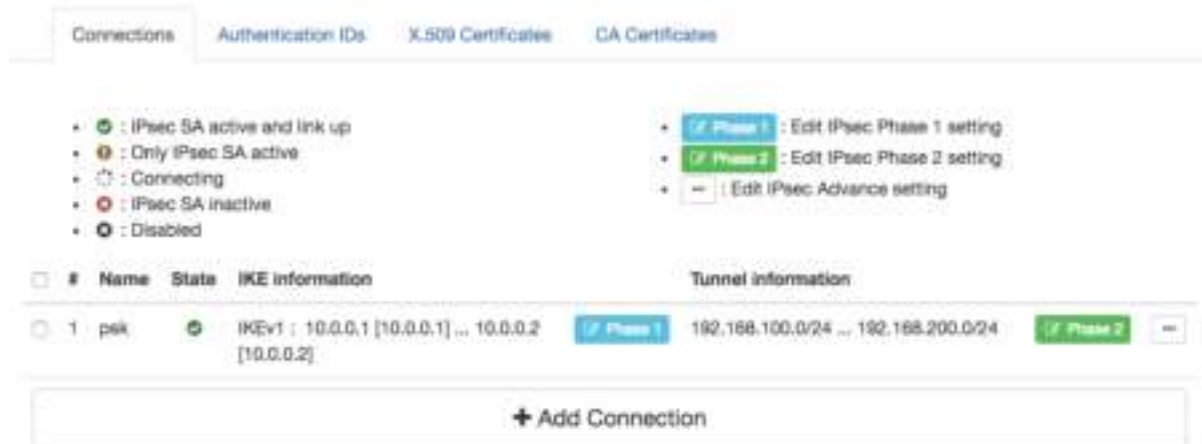 Connections Authentication IDs X.509 Certificates CA Certificates
: IPsec SA active and link up
: Only IPsec SA active
: Connecting
: IPsec SA inactive
: Disabled
Phase 1 : Edit IPsec Phase 1 setting
Phase 2 : Edit IPsec Phase 2 setting
: Edit IPsec Advance setting
# Name State IKE information Tunnel information
1 psk IKEv1 : 10.0.0.1 [10.0.0.1] ... 10.0.0.2 Phase 1 192.168.100.0/24 ... 192.168.200.0/24 Phase 2
[10.0.0.2]
+ Add Connection